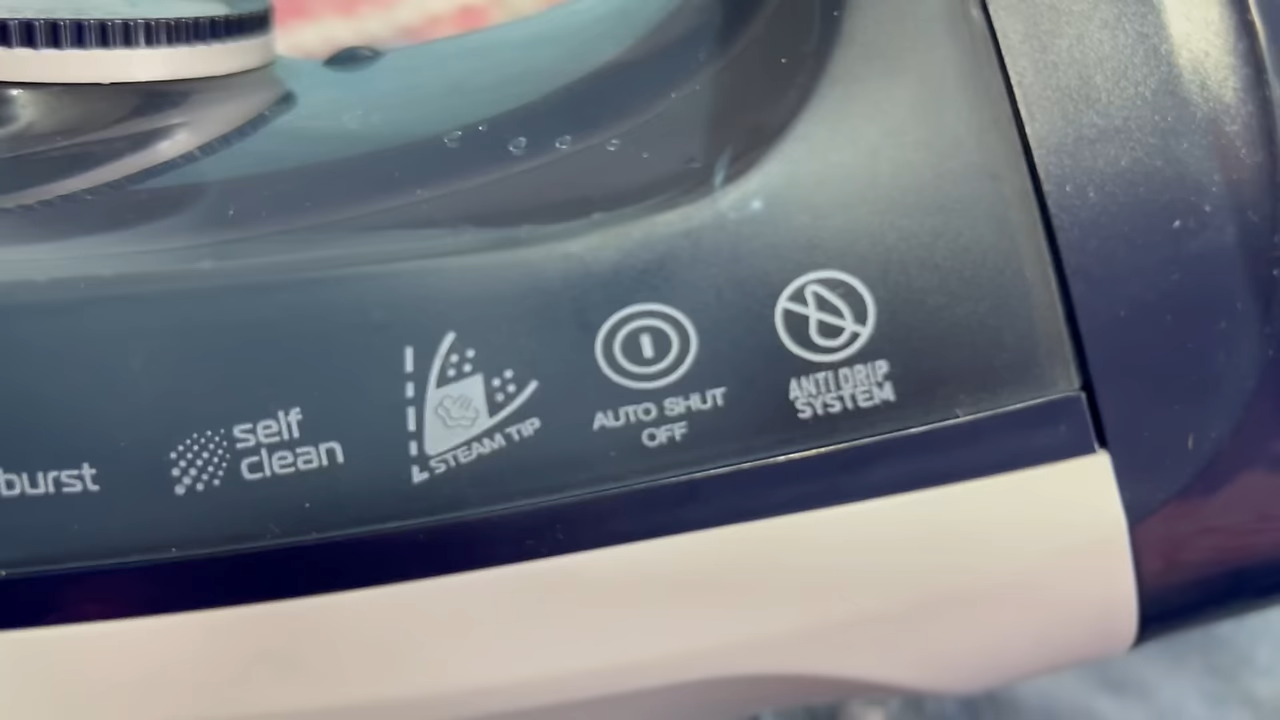 burst
self
clean
STEAM TIP
AUTO SHUT
OFF
ANTI DRIP
SYSTEM